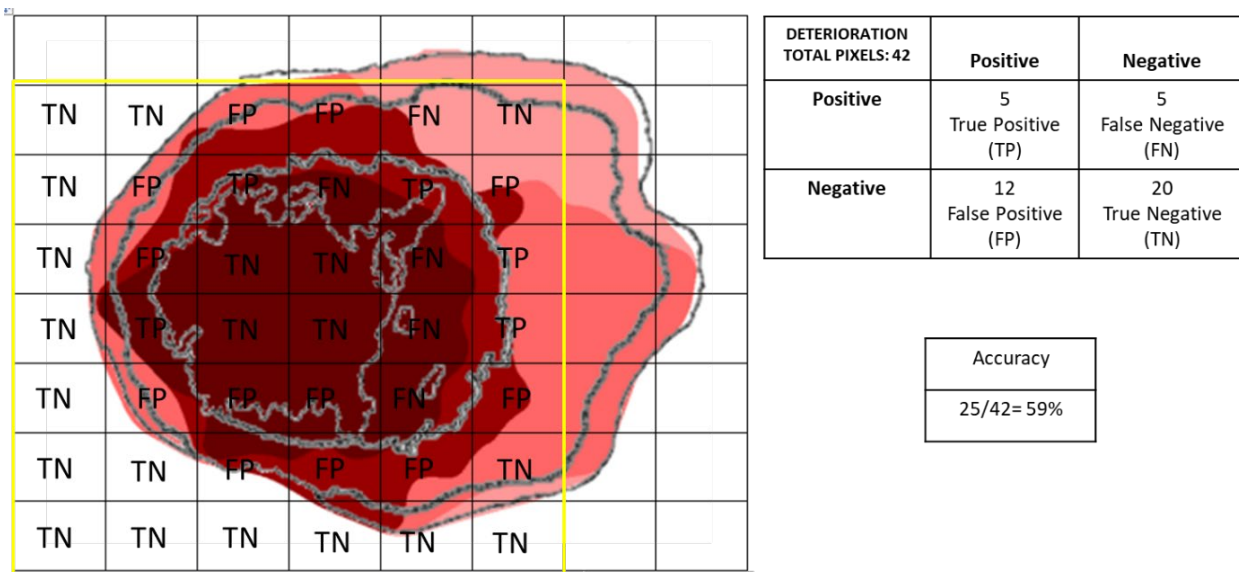 TN TN FP FP FN TN
TN FP TP FN TP FP
TN FP TN TN FN TP
TN TP TN TN FN TP
TN FP FP FP FN FP
TN TN FP FP FP TN
TN TN TN TN TN TN
DETERIORATION
TOTAL PIXELS: 42
Positive Negative
Positive 5 5
True Positive False Negative
(TP) (FN)
Negative 12 20
False Positive True Negative
(FP) (TN)
Accuracy
25/42= 59%